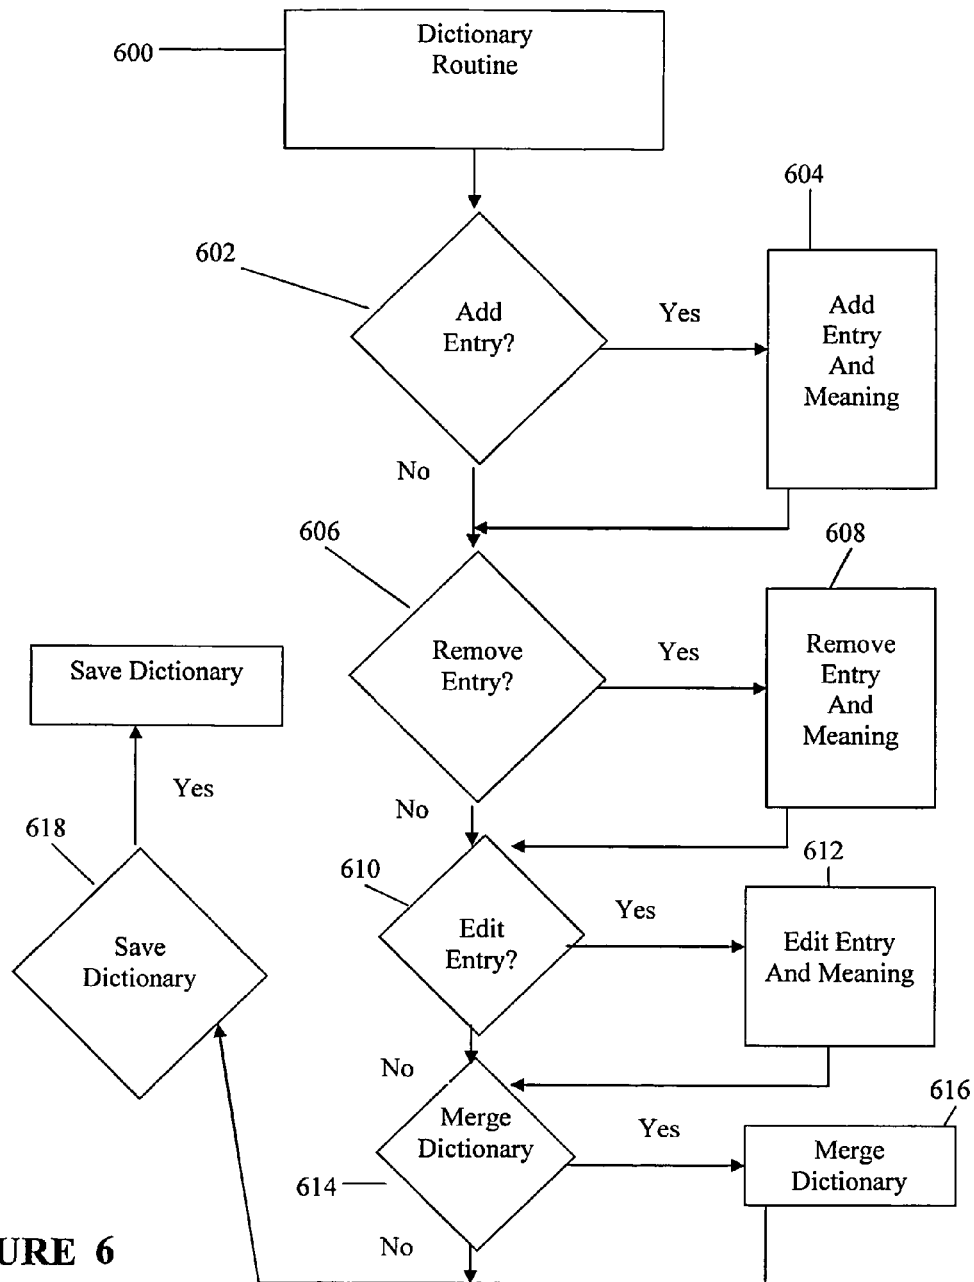 Dictionary
Routine
600
604
602
Add
Entry?
Yes
Add
Entry
And
Meaning
No
606
608
Remove
Entry?
Yes
Remove
Entry
And
Meaning
Save Dictionary
Yes
No
618
610
612
Edit
Entry?
Yes
Edit Entry
And Meaning
Save
Dictionary
No
616
Merge
Dictionary
Yes
Merge
Dictionary
614
No
URE 6